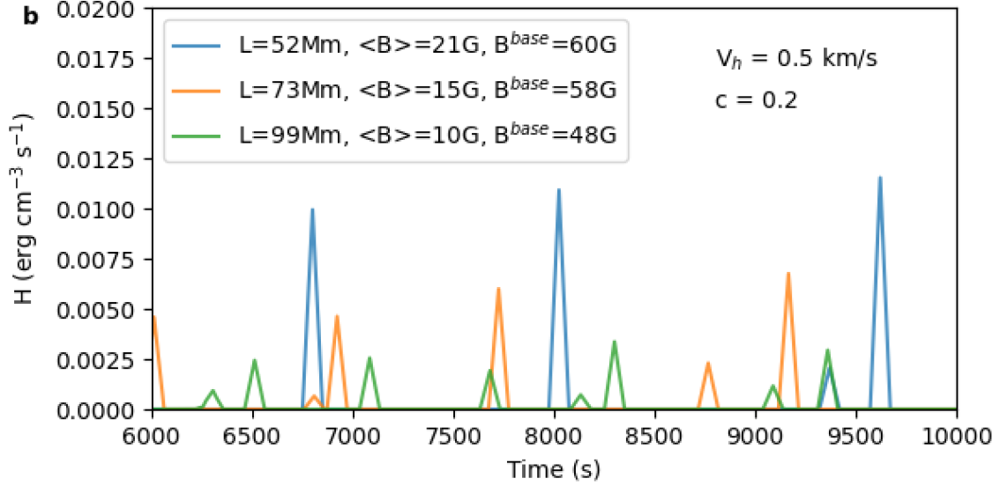 b
0.0200
0.0175
0.0150
0.0125
0.0100
0.0075
0.0050
0.0025
0.0000
H (erg cm⁻³ s⁻¹)
L=52Mm, <B>=21G, B^base=60G
L=73Mm, <B>=15G, B^base=58G
L=99Mm, <B>=10G, B^base=48G
V_h = 0.5 km/s
c = 0.2
6000 6500 7000 7500 8000 8500 9000 9500 10000
Time (s)